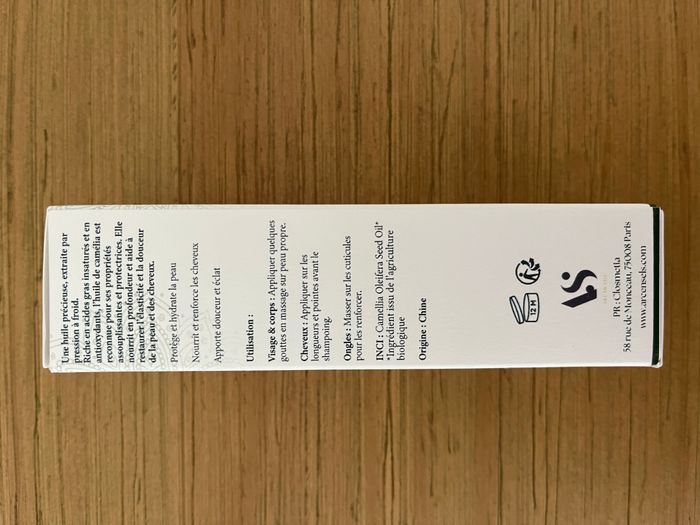 Une huile précieuse, extraite par
pression à froid.
Riche en acides gras insaturés et en
antioxydants, l'huile de camélia est
reconnue pour ses propriétés
assouplissantes et protectrices. Elle
nourrit en profondeur et aide à
restaurer l'élasticité et la douceur
de la peau et des cheveux.
Protège et hydrate la peau
Nourrit et renforce les cheveux
Apporte douceur et éclat
Utilisation :
Visage & corps : Appliquer quelques
gouttes en massage sur peau propre.
Cheveux : Appliquer sur les
longueurs et pointes avant le
shampoing.
Ongles : Masser sur les cuticules
pour les renforcer.
INCI : Camellia Oleifera Seed Oil*
*Ingrédient issu de l'agriculture
biologique
Origine : Chine
12 M
AS
PR : Closmetla
58 rue de Monceau, 75008 Paris
www.arcensels.com